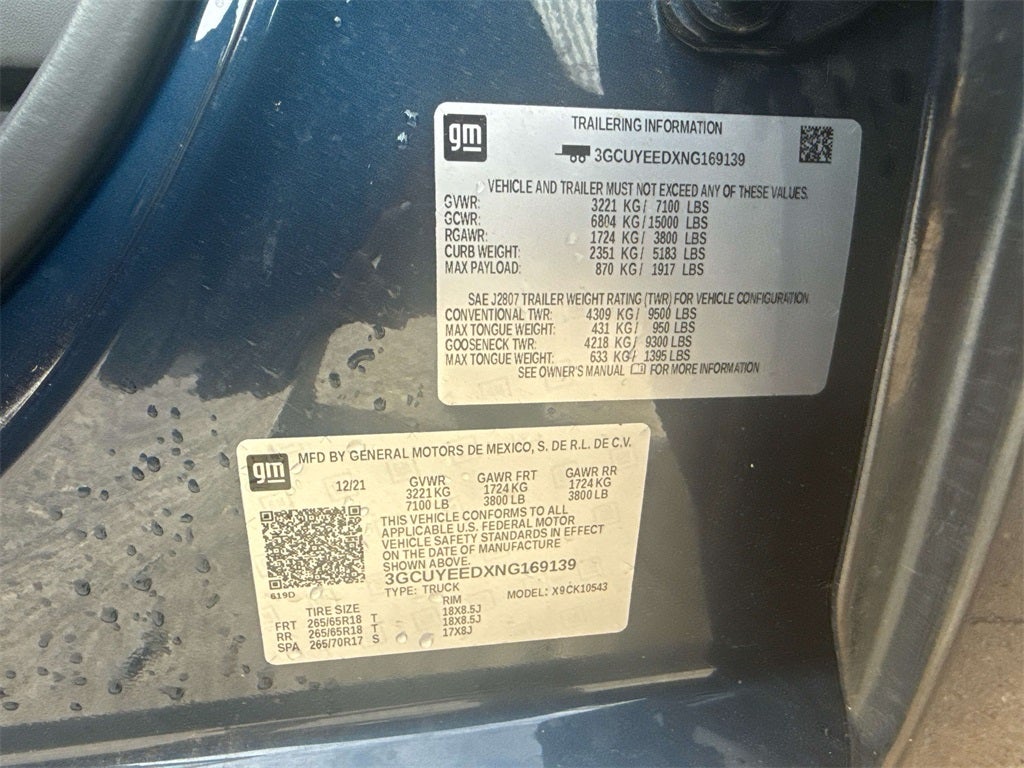 gm
TRAILERING INFORMATION
3GCUYEEDXNG169139
VEHICLE AND TRAILER MUST NOT EXCEED ANY OF THESE VALUES.
GVWR: 3221 KG/ 7100 LBS
GCWR: 6804 KG/ 15000 LBS
RGAWR: 1724 KG/ 3800 LBS
CURB WEIGHT: 2351 KG/ 5183 LBS
MAX PAYLOAD: 870 KG/ 1917 LBS
SAE J2807 TRAILER WEIGHT RATING (TWR) FOR VEHICLE CONFIGURATION.
CONVENTIONAL TWR: 4309 KG/ 9500 LBS
MAX TONGUE WEIGHT: 431 KG/ 950 LBS
GOOSENECK TWR: 4218 KG/ 9300 LBS
MAX TONGUE WEIGHT: 633 KG/ 1395 LBS
SEE OWNER'S MANUAL FOR MORE INFORMATION
gm
MFD BY GENERAL MOTORS DE MEXICO, S. DE R.L. DE C.V.
12/21 GVWR GAWR FRT GAWR RR
3221 KG 1724 KG 1724 KG
7100 LB 3800 LB 3800 LB
THIS VEHICLE CONFORMS TO ALL
APPLICABLE U.S. FEDERAL MOTOR
VEHICLE SAFETY STANDARDS IN EFFECT
ON THE DATE OF MANUFACTURE
SHOWN ABOVE.
3GCUYEEDXNG169139
619D
TYPE: TRUCK MODEL: X9CK10543
TIRE SIZE RIM
FRT 265/65R18 T 18X8.5J
RR 265/65R18 T 18X8.5J
SPA 265/70R17 S 17X8J